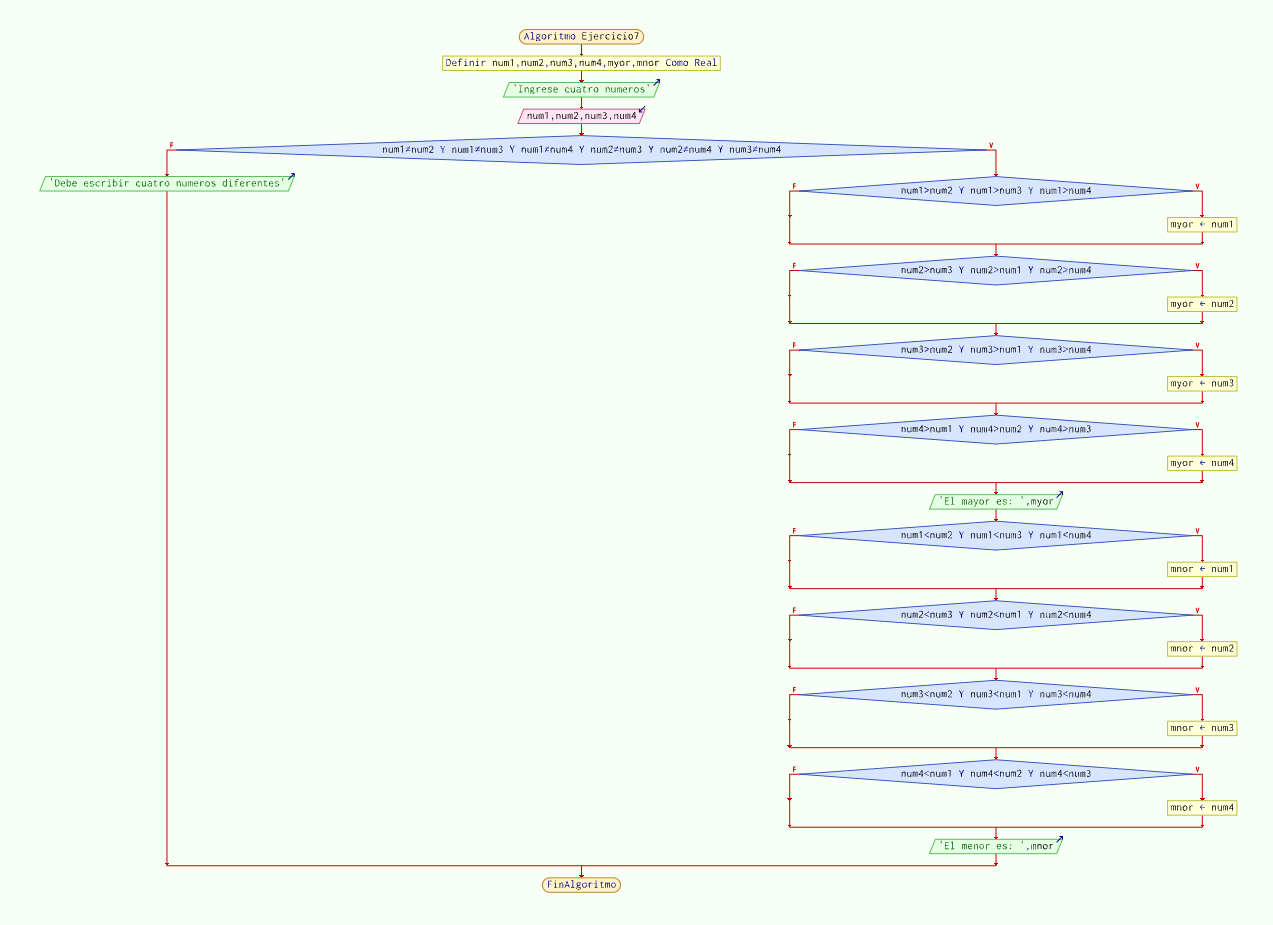 Algoritmo Ejercicio7
Definir num1,num2,num3,num4,myor,mnor Como Real
'Ingrese cuatro numeros'
num1,num2,num3,num4
F
num1≠num2 Y num1≠num3 Y num1≠num4 Y num2≠num3 Y num2≠num4 Y num3≠num4
V
'Debe escribir cuatro numeros diferentes'
F
num1>num2 Y num1>num3 Y num1>num4
V
myor ← num1
F
num2>num3 Y num2>num1 Y num2>num4
V
myor ← num2
F
num3>num2 Y num3>num1 Y num3>num4
V
myor ← num3
F
num4>num1 Y num4>num2 Y num4>num3
V
myor ← num4
'El mayor es: ',myor
F
num1<num2 Y num1<num3 Y num1<num4
V
mnor ← num1
F
num2<num3 Y num2<num1 Y num2<num4
V
mnor ← num2
F
num3<num2 Y num3<num1 Y num3<num4
V
mnor ← num3
F
num4<num1 Y num4<num2 Y num4<num3
V
mnor ← num4
'El menor es: ',mnor
FinAlgoritmo